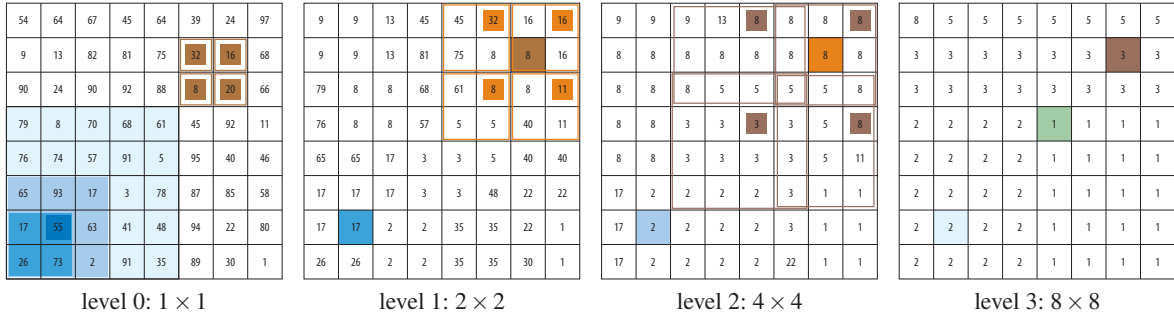 54 64 67 64 64 39 24 97
9 13 82 47 81 75 32 16 68
90 24 90 92 88 8 20 66
79 8 70 68 61 45 92 11
76 74 57 91 5 95 40 46
65 93 17 3 78 87 85 58
17 55 63 41 48 94 22 80
26 73 2 91 35 89 30 1
level 0: 1 × 1
9 9 13 45 45 32 16 16
9 9 13 81 75 8 8 16
79 8 8 68 61 8 8 11
76 8 8 57 5 5 40 11
65 65 17 3 3 5 40 40
17 17 17 3 3 48 22 22
17 17 2 2 35 35 22 1
26 26 2 2 35 35 30 1
level 1: 2 × 2
9 9 9 13 8 8 8 8
8 8 8 8 8 8 8 8
8 8 8 5 5 5 5 8
8 8 3 3 3 3 5 8
8 8 3 3 3 3 5 11
17 2 2 2 2 3 1 1
17 2 2 2 2 3 1 1
17 2 2 2 2 22 1 1
level 2: 4 × 4
8 5 5 5 5 5 5 5
3 3 3 3 3 3 3 3
3 3 3 3 3 3 3 3
2 2 2 2 1 1 1 1
2 2 2 2 1 1 1 1
2 2 2 2 1 1 1 1
2 2 2 2 1 1 1 1
2 2 2 2 1 1 1 1
level 3: 8 × 8